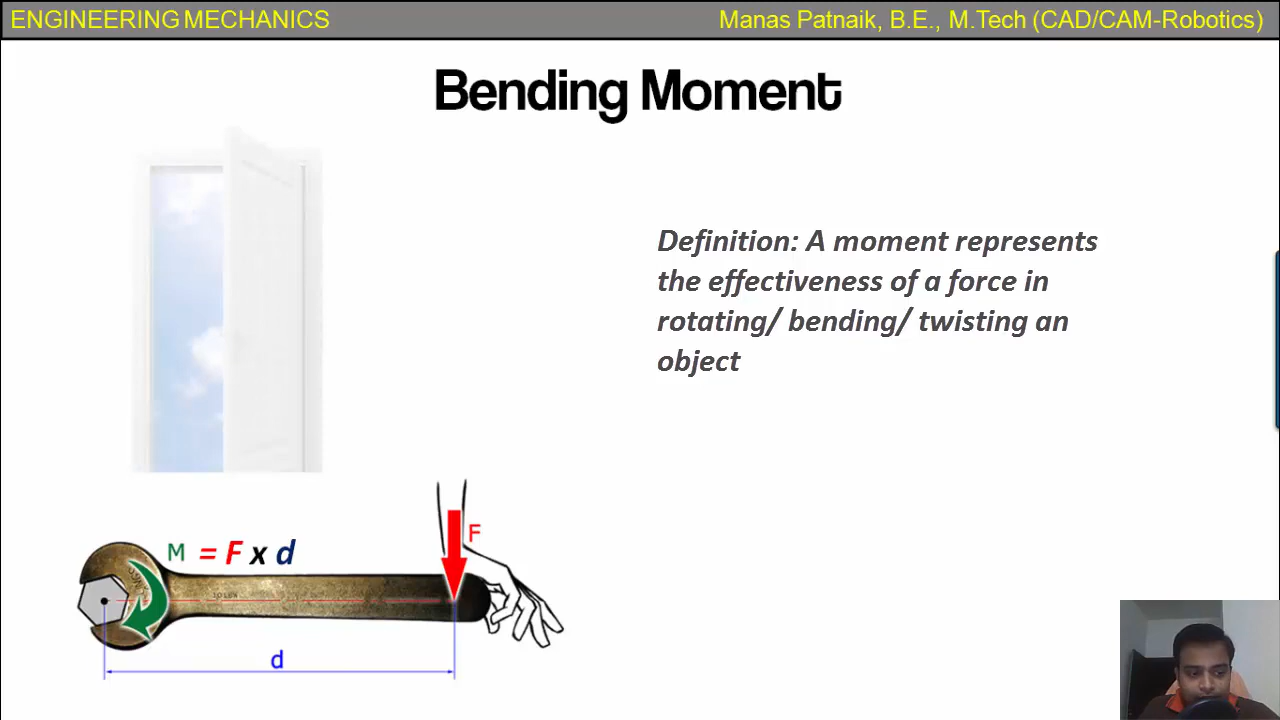 ENGINEERING MECHANICS
Manas Patnaik, B.E., M.Tech (CAD/CAM-Robotics)
Bending Moment
Definition: A moment represents
the effectiveness of a force in
rotating/ bending/ twisting an
object
M = F x d
F
d